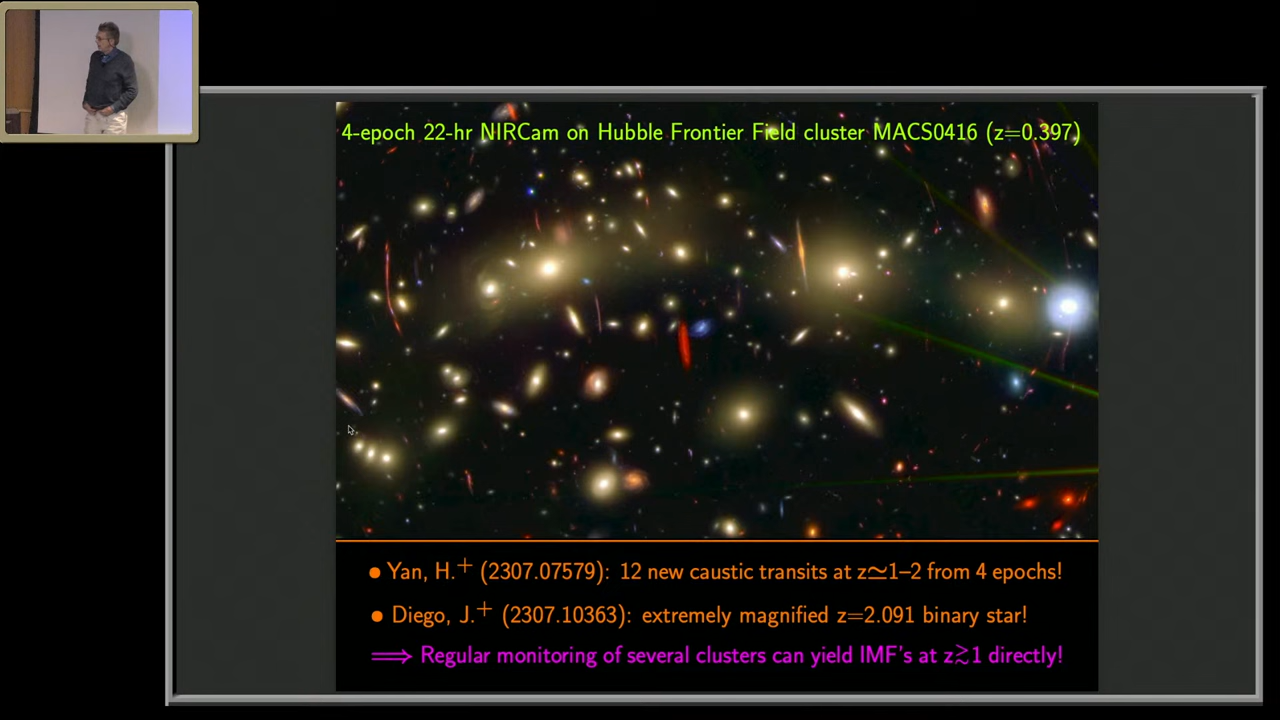 4-epoch 22-hr NIRCam on Hubble Frontier Field cluster MACS0416 (z=0.397)
● Yan, H.+ (2307.07579): 12 new caustic transits at z≃1–2 from 4 epochs!
● Diego, J.+ (2307.10363): extremely magnified z=2.091 binary star!
⟹ Regular monitoring of several clusters can yield IMF's at z≳1 directly!